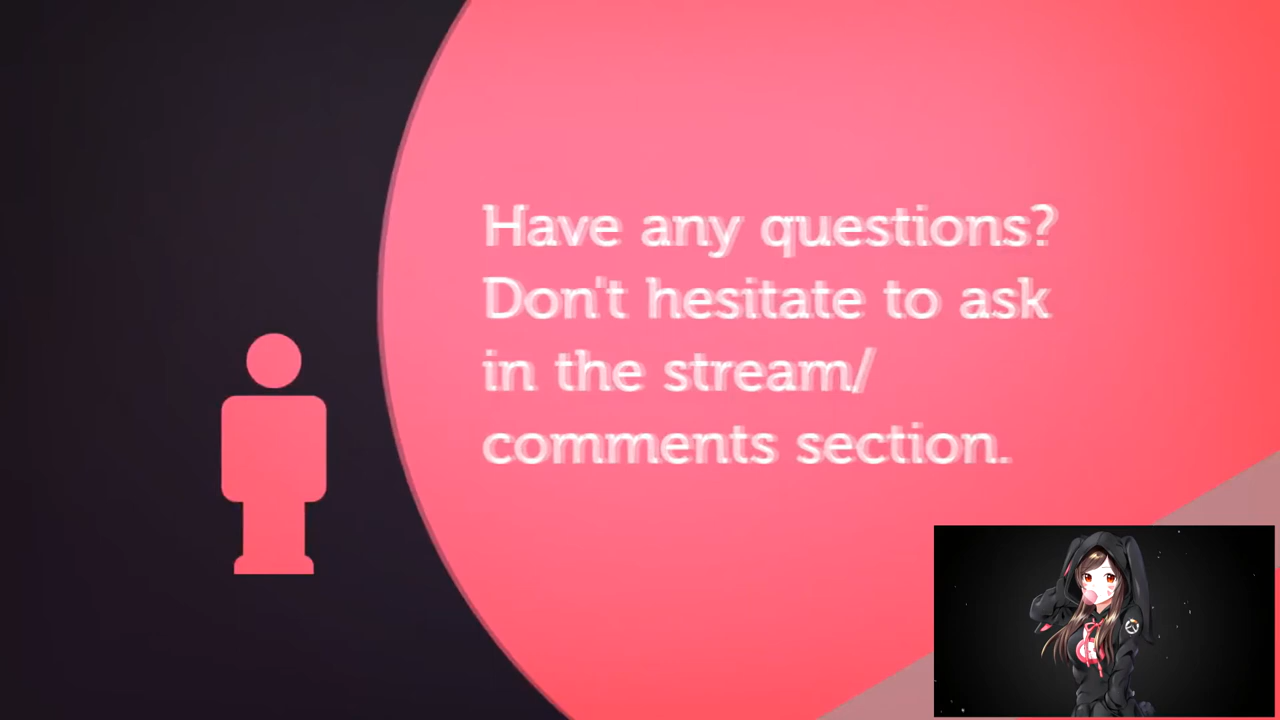 Have any questions?
Don't hesitate to ask
in the stream/
comments section.